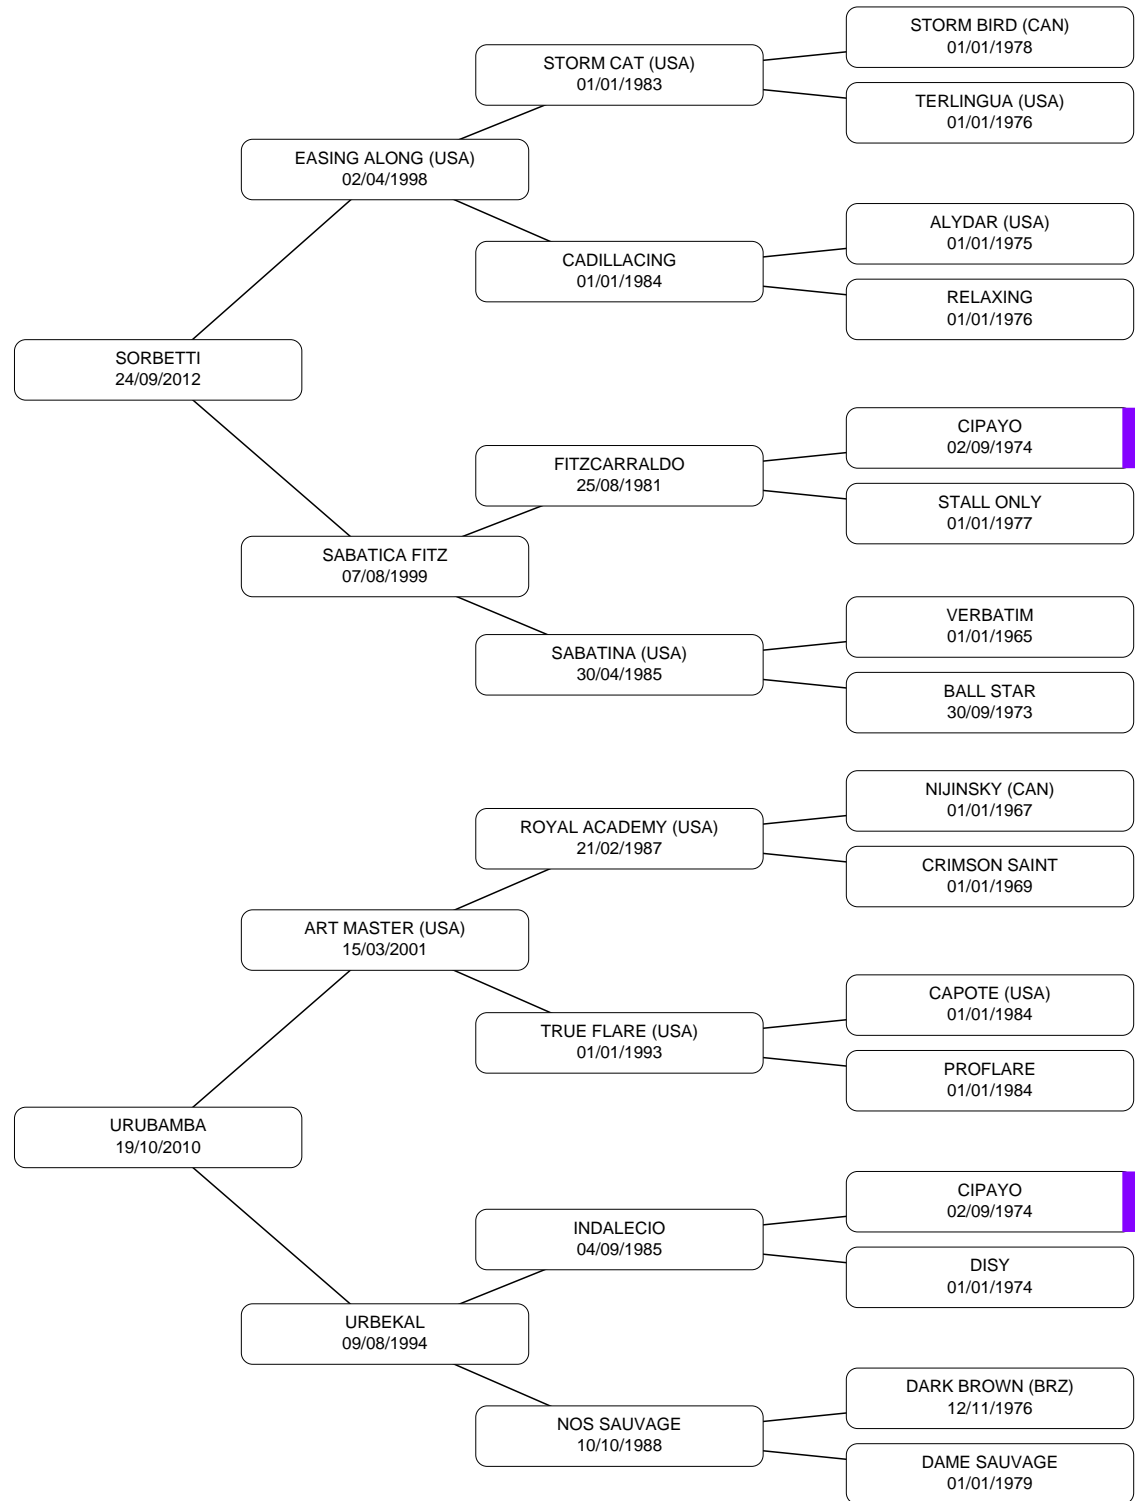 STORM BIRD (CAN)
01/01/1978
STORM CAT (USA)
01/01/1983
TERLINGUA (USA)
01/01/1976
EASING ALONG (USA)
02/04/1998
ALYDAR (USA)
01/01/1975
CADILLACING
01/01/1984
RELAXING
01/01/1976
SORBETTI
24/09/2012
CIPAYO
02/09/1974
FITZCARRALDO
25/08/1981
STALL ONLY
01/01/1977
SABATICA FITZ
07/08/1999
VERBATIM
01/01/1965
SABATINA (USA)
30/04/1985
BALL STAR
30/09/1973
NIJINSKY (CAN)
01/01/1967
ROYAL ACADEMY (USA)
21/02/1987
CRIMSON SAINT
01/01/1969
ART MASTER (USA)
15/03/2001
CAPOTE (USA)
01/01/1984
TRUE FLARE (USA)
01/01/1993
PROFLARE
01/01/1984
URUBAMBA
19/10/2010
CIPAYO
02/09/1974
INDALECIO
04/09/1985
DISY
01/01/1974
URBEKAL
09/08/1994
DARK BROWN (BRZ)
12/11/1976
NOS SAUVAGE
10/10/1988
DAME SAUVAGE
01/01/1979